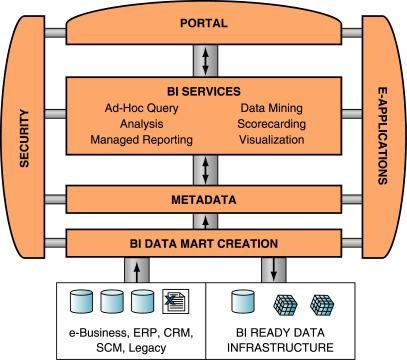 PORTAL
BI SERVICES
Ad-Hoc Query
Data Mining
Analysis
Scorecarding
Managed Reporting
Visualization
SECURITY
E-APPLICATIONS
METADATA
BI DATA MART CREATION
e-Business, ERP, CRM,
SCM, Legacy
BI READY DATA
INFRASTRUCTURE